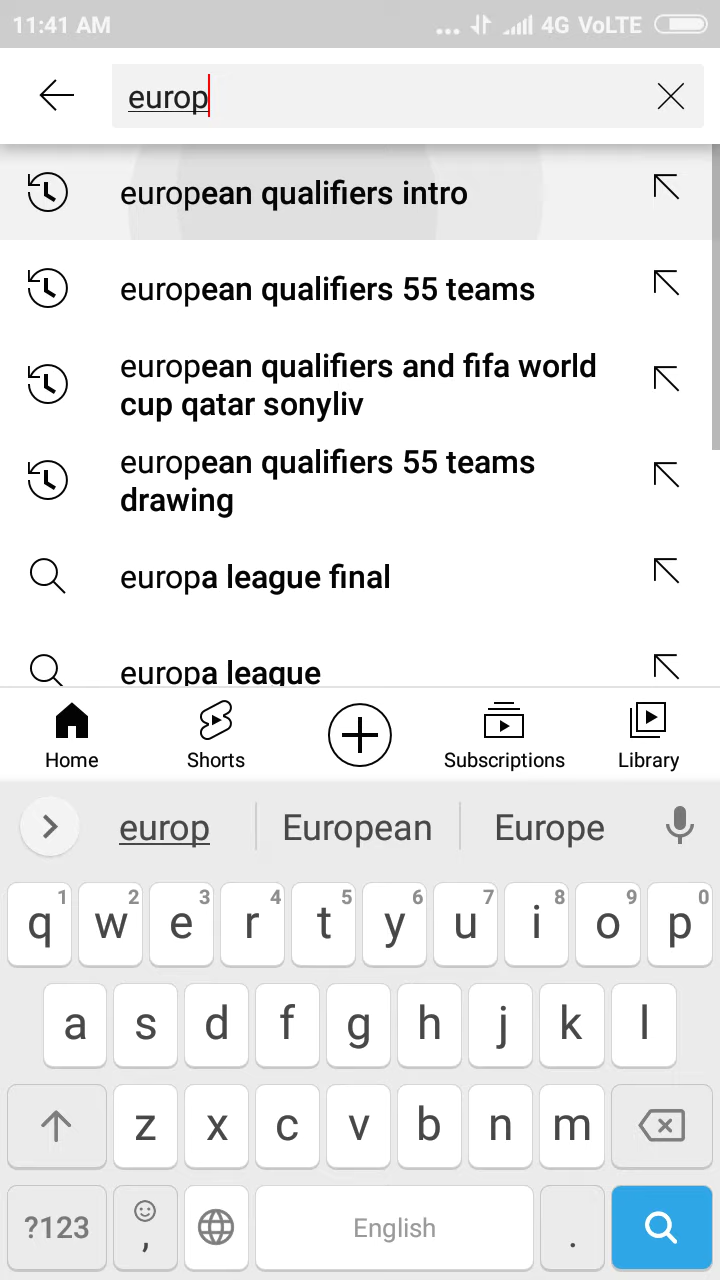 11:41 AM ... 4G VoLTE
europ
european qualifiers intro
european qualifiers 55 teams
european qualifiers and fifa world
cup qatar sonyliv
european qualifiers 55 teams
drawing
europa league final
europa league
Home Shorts Subscriptions Library
europ European Europe
1 2 3 4 5 6 7 8 9 0
q w e r t y u i o p
a s d f g h j k l
z x c v b n m
?123 , English .